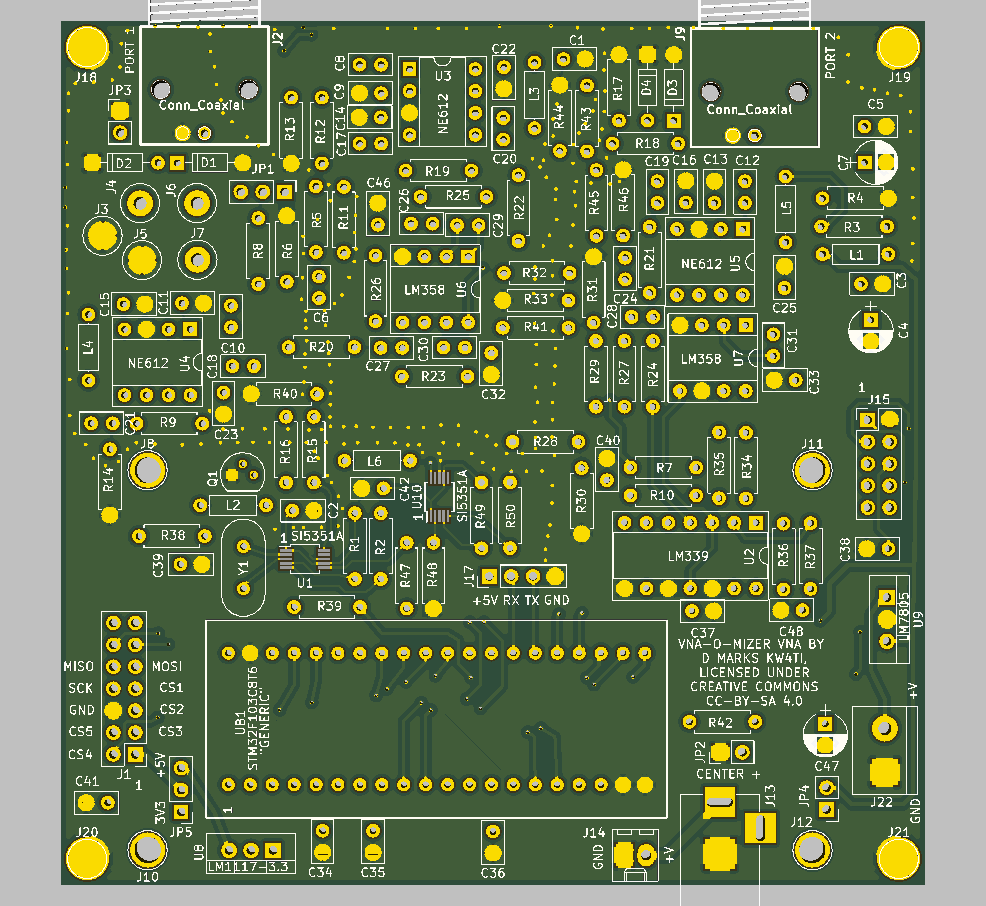 PORT 1
J2
J9
PORT 2
J18
Conn_Coaxial
C8
C9
C14
C17
U3
NE612
C22
C20
L3
C1
R44
R43
R17
D4
D3
R18
Conn_Coaxial
J19
C5
C7
JP3
R13
R12
D2
D1
JP1
R19
R25
C46
C26
C29
R22
R45
R46
C19
C16
C13
C12
L5
R4
R3
L1
C3
J4
J6
J3
J5
J7
R8
R6
R5
R11
C6
R26
LM358
U6
R32
R33
R41
R31
C24
R21
NE612
U5
C25
C4
C15
C11
C10
C18
L4
NE612
U4
R20
C27
C30
R23
C32
C28
R29
R27
R24
LM358
U7
C31
C33
1
J15
R40
C23
C21
R9
J8
R14
Q1
R16
R15
L6
L2
C2
C42
U10
1
SI5351A
R49
R50
R28
C40
R30
R7
R10
R35
R34
J11
R38
C39
Y1
1
SI5351A
U1
R1
R2
R47
R48
R39
J17
+5V RX TX GND
LM339
U2
R36
R37
C38
C37
C48
LM7805
U9
VNA-O-MIZER VNA BY
D MARKS KW4TI,
LICENSED UNDER
CREATIVE COMMONS
CC-BY-SA 4.0
MISO
MOSI
SCK
CS1
GND
CS2
CS5
CS3
CS4
J1
1
+5V
3V3
JP5
C41
UB1
STM32F103C8T6
"GENERIC"
1
R42
JP2
CENTER +
J13
C47
JP4
+V
J22
GND
J20
J10
U8
LM1117-3.3
C34
C35
C36
J14
GND
+V
J12
J21